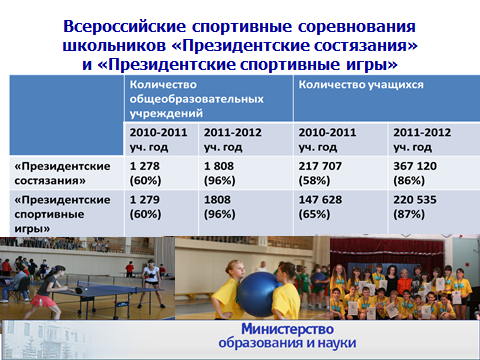 Всероссийские спортивные соревнования
школьников «Президентские состязания»
и «Президентские спортивные игры»
Количество общеобразовательных учреждений Количество учащихся
2010-2011 уч. год 2011-2012 уч. год 2010-2011 уч. год 2011-2012 уч. год
«Президентские состязания» 1 278 (60%) 1 808 (96%) 217 707 (58%) 367 120 (86%)
«Президентские спортивные игры» 1 279 (60%) 1808 (96%) 147 628 (65%) 220 535 (87%)
Министерство
образования и науки